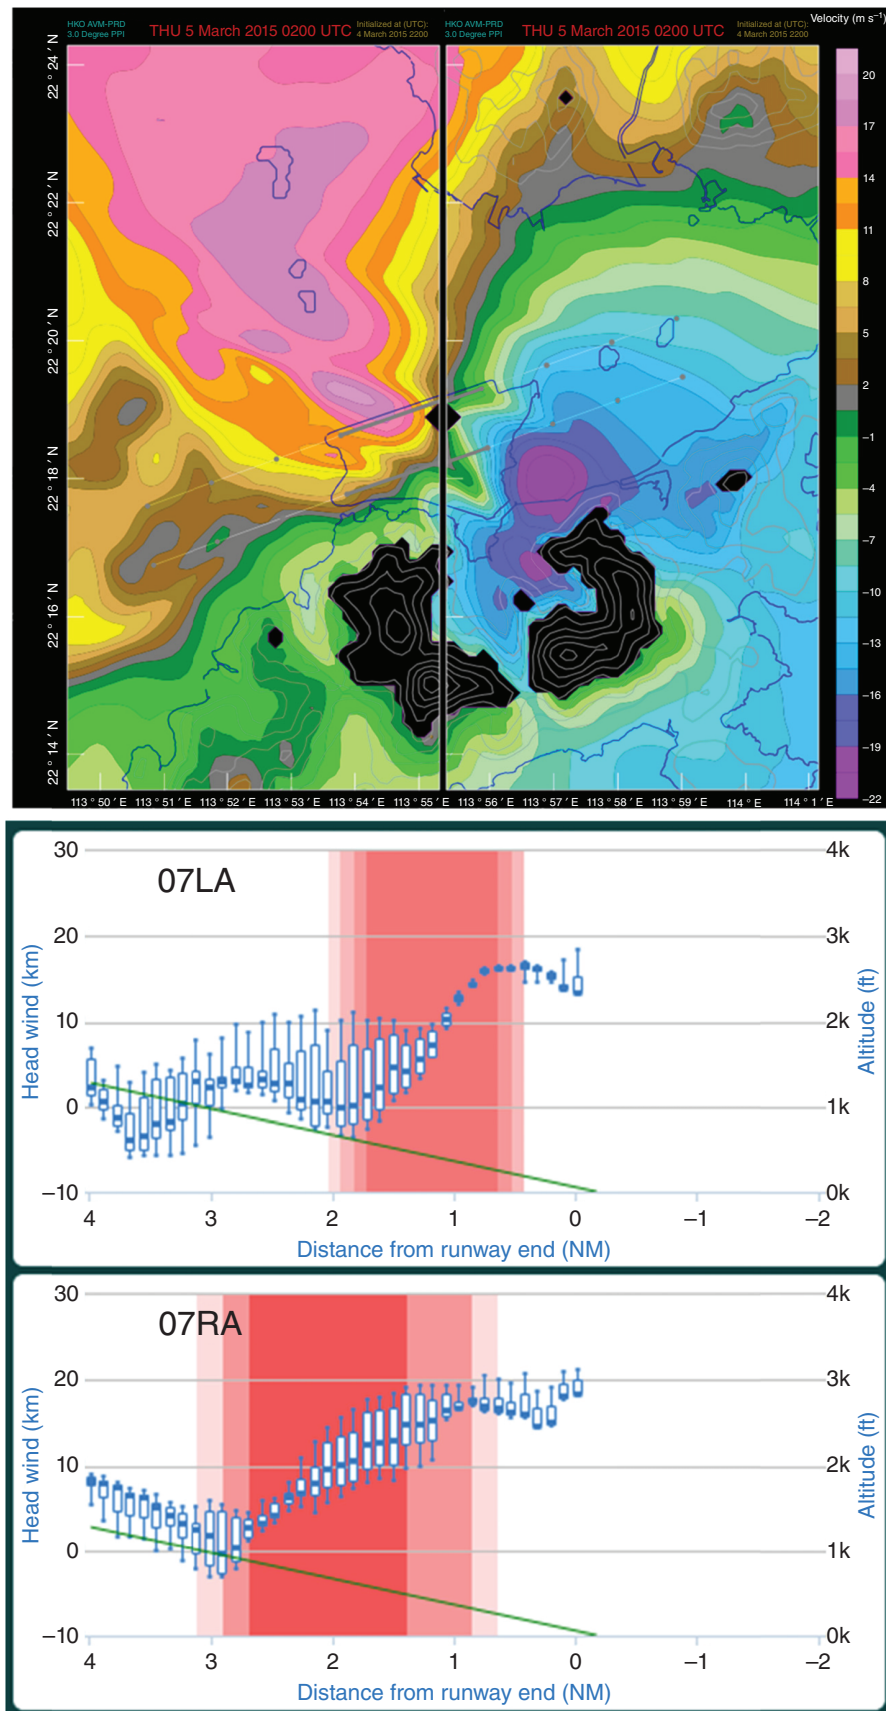 HKO AVM-PRD
3.0 Degree PPI
THU 5 March 2015 0200 UTC
Initialized at (UTC):
4 March 2015 2200
HKO AVM-PRD
3.0 Degree PPI
THU 5 March 2015 0200 UTC
Initialized at (UTC):
4 March 2015 2200
Velocity (m s⁻¹)
22 ° 24 ′ N
22 ° 22 ′ N
22 ° 20 ′ N
22 ° 18 ′ N
22 ° 16 ′ N
22 ° 14 ′ N
20
17
14
11
8
5
2
−1
−4
−7
−10
−13
−16
−19
−22
113 ° 50 ′ E 113 ° 51 ′ E 113 ° 52 ′ E 113 ° 53 ′ E 113 ° 54 ′ E 113 ° 55 ′ E 113 ° 56 ′ E 113 ° 57 ′ E 113 ° 58 ′ E 113 ° 59 ′ E 114 ° E 114 ° 1 ′ E
07LA
Head wind (km)
30
20
10
0
−10
4k
3k
2k
1k
0k
Altitude (ft)
4 3 2 1 0 −1 −2
Distance from runway end (NM)
07RA
Head wind (km)
30
20
10
0
−10
4k
3k
2k
1k
0k
Altitude (ft)
4 3 2 1 0 −1 −2
Distance from runway end (NM)